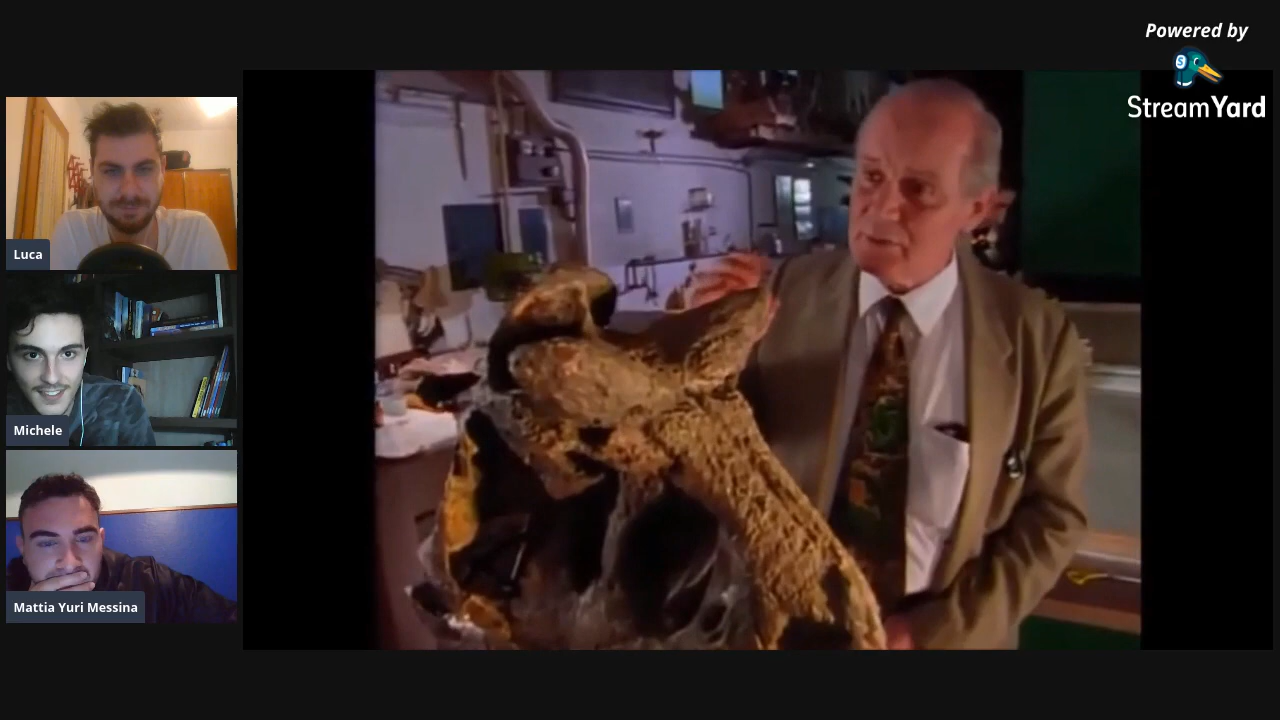 Powered by
StreamYard
Luca
Michele
Mattia Yuri Messina